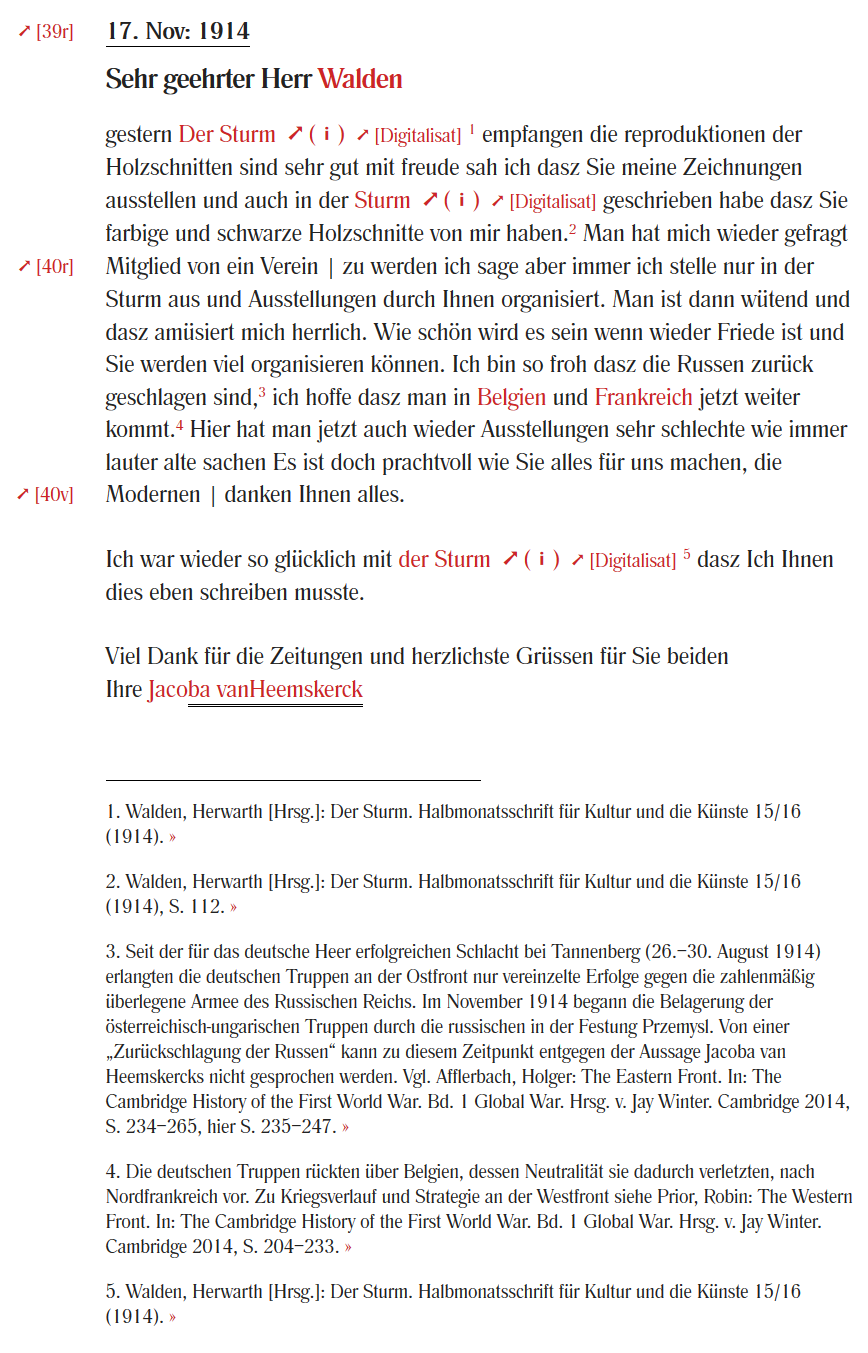 ➚ [39r] 17. Nov: 1914
Sehr geehrter Herr Walden
gestern Der Sturm ➚ ( i ) ➚ [Digitalisat] 1 empfangen die reproduktionen der
Holzschnitten sind sehr gut mit freude sah ich dasz Sie meine Zeichnungen
ausstellen und auch in der Sturm ➚ ( i ) ➚ [Digitalisat] geschrieben habe dasz Sie
farbige und schwarze Holzschnitte von mir haben.2 Man hat mich wieder gefragt
➚ [40r] Mitglied von ein Verein | zu werden ich sage aber immer ich stelle nur in der
Sturm aus und Ausstellungen durch Ihnen organisiert. Man ist dann wütend und
dasz amüsiert mich herrlich. Wie schön wird es sein wenn wieder Friede ist und
Sie werden viel organisieren können. Ich bin so froh dasz die Russen zurück
geschlagen sind,3 ich hoffe dasz man in Belgien und Frankreich jetzt weiter
kommt.4 Hier hat man jetzt auch wieder Ausstellungen sehr schlechte wie immer
lauter alte sachen Es ist doch prachtvoll wie Sie alles für uns machen, die
➚ [40v] Modernen | danken Ihnen alles.
Ich war wieder so glücklich mit der Sturm ➚ ( i ) ➚ [Digitalisat] 5 dasz Ich Ihnen
dies eben schreiben musste.
Viel Dank für die Zeitungen und herzlichste Grüssen für Sie beiden
Ihre Jacoba vanHeemskerck
1. Walden, Herwarth [Hrsg.]: Der Sturm. Halbmonatsschrift für Kultur und die Künste 15/16
(1914). »
2. Walden, Herwarth [Hrsg.]: Der Sturm. Halbmonatsschrift für Kultur und die Künste 15/16
(1914), S. 112. »
3. Seit der für das deutsche Heer erfolgreichen Schlacht bei Tannenberg (26.–30. August 1914)
erlangten die deutschen Truppen an der Ostfront nur vereinzelte Erfolge gegen die zahlenmäßig
überlegene Armee des Russischen Reichs. Im November 1914 begann die Belagerung der
österreichisch-ungarischen Truppen durch die russischen in der Festung Przemysl. Von einer
„Zurückschlagung der Russen“ kann zu diesem Zeitpunkt entgegen der Aussage Jacoba van
Heemskercks nicht gesprochen werden. Vgl. Afflerbach, Holger: The Eastern Front. In: The
Cambridge History of the First World War. Bd. 1 Global War. Hrsg. v. Jay Winter. Cambridge 2014,
S. 234–265, hier S. 235–247. »
4. Die deutschen Truppen rückten über Belgien, dessen Neutralität sie dadurch verletzten, nach
Nordfrankreich vor. Zu Kriegsverlauf und Strategie an der Westfront siehe Prior, Robin: The Western
Front. In: The Cambridge History of the First World War. Bd. 1 Global War. Hrsg. v. Jay Winter.
Cambridge 2014, S. 204–233. »
5. Walden, Herwarth [Hrsg.]: Der Sturm. Halbmonatsschrift für Kultur und die Künste 15/16
(1914). »